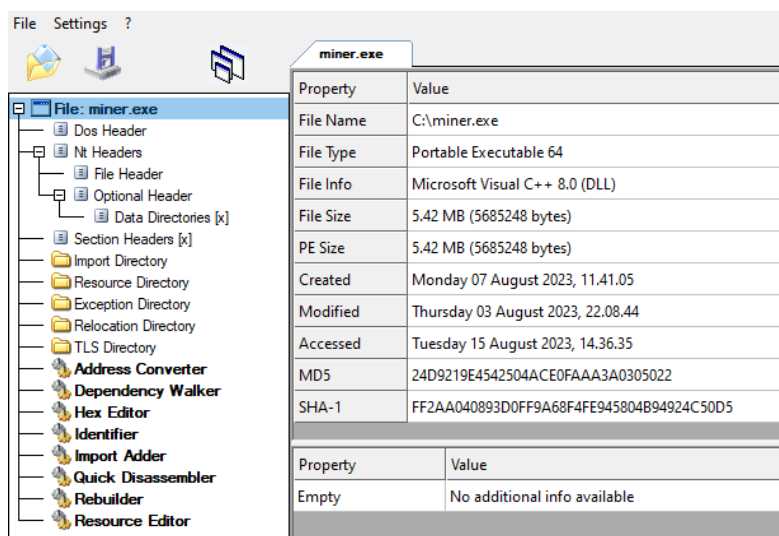 File Settings ?
miner.exe
File: miner.exe
Dos Header
Nt Headers
File Header
Optional Header
Data Directories [x]
Section Headers [x]
Import Directory
Resource Directory
Exception Directory
Relocation Directory
TLS Directory
Address Converter
Dependency Walker
Hex Editor
Identifier
Import Adder
Quick Disassembler
Rebuilder
Resource Editor
Property Value
File Name C:\miner.exe
File Type Portable Executable 64
File Info Microsoft Visual C++ 8.0 (DLL)
File Size 5.42 MB (5685248 bytes)
PE Size 5.42 MB (5685248 bytes)
Created Monday 07 August 2023, 11.41.05
Modified Thursday 03 August 2023, 22.08.44
Accessed Tuesday 15 August 2023, 14.36.35
MD5 24D9219E4542504ACE0FAAA3A0305022
SHA-1 FF2AA040893D0FF9A68F4FE945804B94924C50D5
Property Value
Empty No additional info available